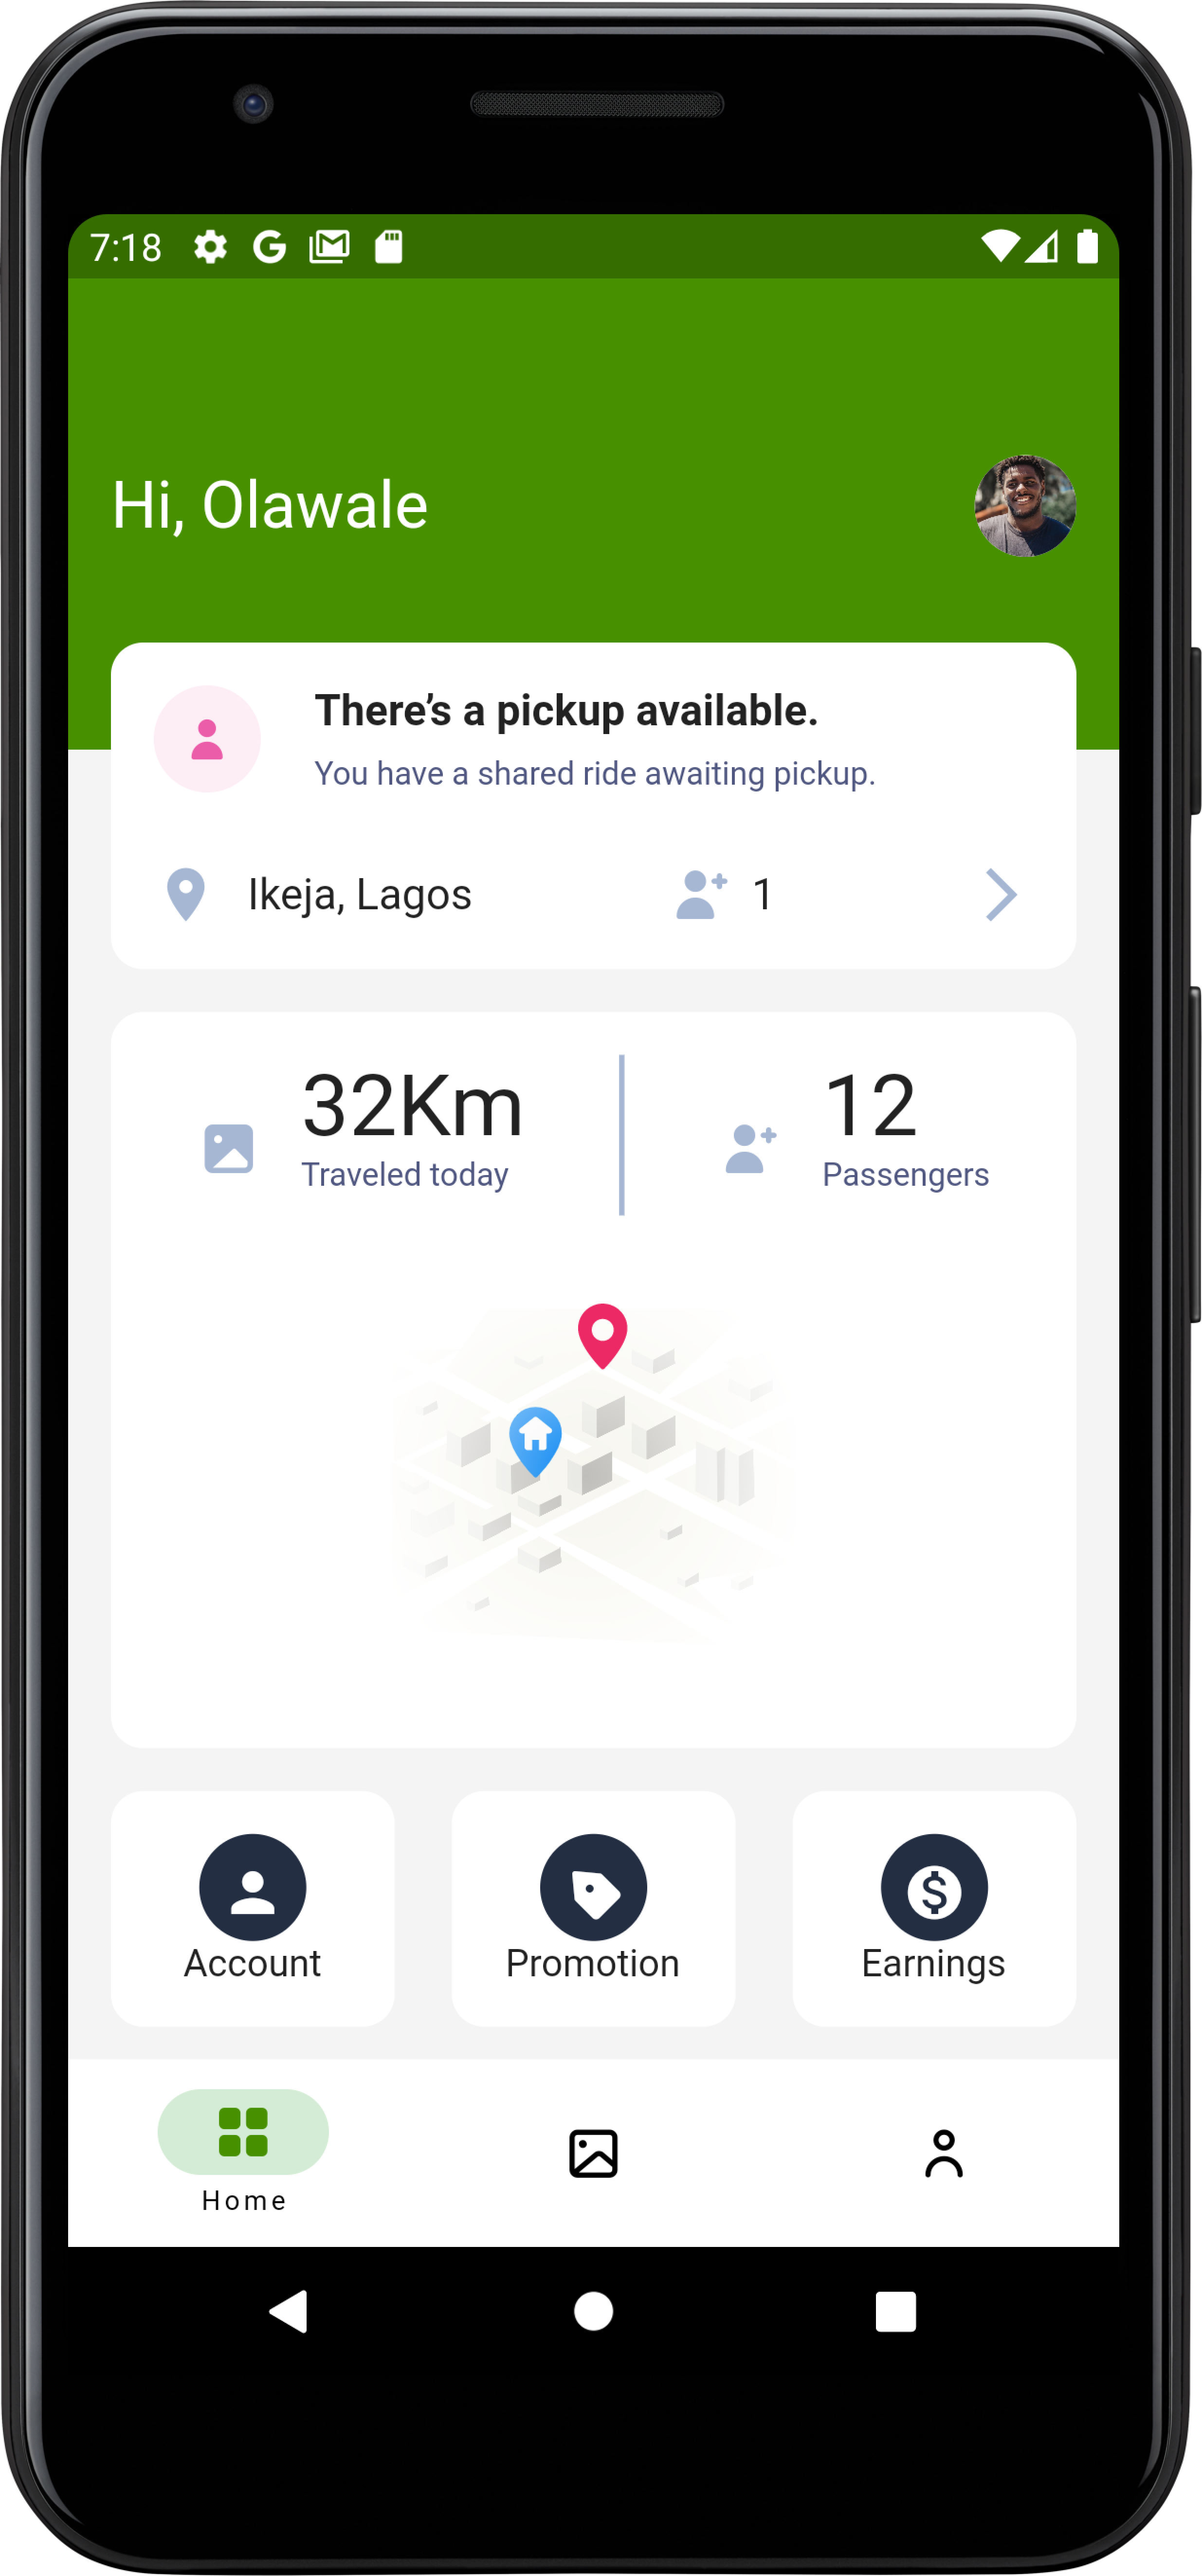 7:18
Hi, Olawale
There’s a pickup available.
You have a shared ride awaiting pickup.
Ikeja, Lagos
1
32Km
Traveled today
12
Passengers
Account
Promotion
Earnings
Home